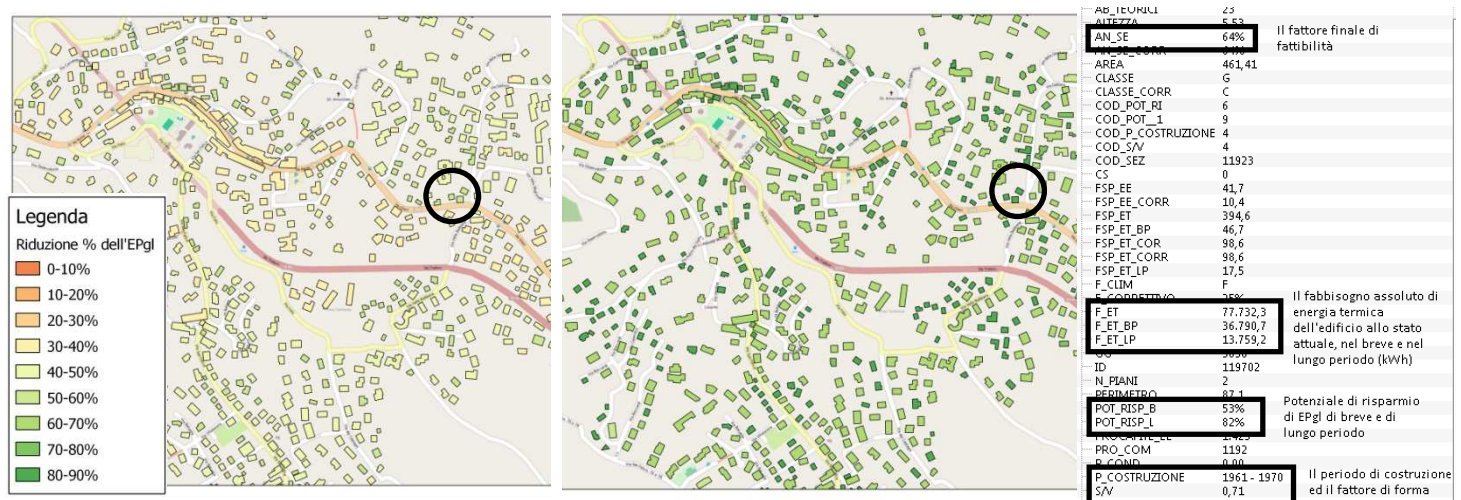 Legenda
Riduzione % dell'EPgl
0-10%
10-20%
20-30%
30-40%
40-50%
50-60%
60-70%
70-80%
80-90%
AB_TEORICI 23
ALTEZZA 5,53
AN_SE 64%
AREA 461,41
CLASSE G
CLASSE_CORR C
COD_POT_RI 6
COD_POT__1 9
COD_P_COSTRUZIONE 4
COD_S/V 4
COD_SEZ 11923
CS 0
FSP_EE 41,7
FSP_EE_CORR 10,4
FSP_ET 394,6
FSP_ET_BP 46,7
FSP_ET_COR 98,6
FSP_ET_CORR 98,6
FSP_ET_LP 17,5
F_CLIM F
F_CORRETTIVO 25%
F_ET 77.732,3
F_ET_BP 36.790,7
F_ET_LP 13.759,2
ID 119702
N_PIANI 2
PERIMETRO 87,1
POT_RISP_B 53%
POT_RISP_L 82%
PRO_COM 1192
P_COSTRUZIONE 1961 - 1970
S/V 0,71
Il fattore finale di
fattibilità
Il fabbisogno assoluto di
energia termica
dell'edificio allo stato
attuale, nel breve e nel
lungo periodo (kWh)
Potenziale di risparmio
di EPgl di breve e di
lungo periodo
Il periodo di costruzione
ed il fattore di forma